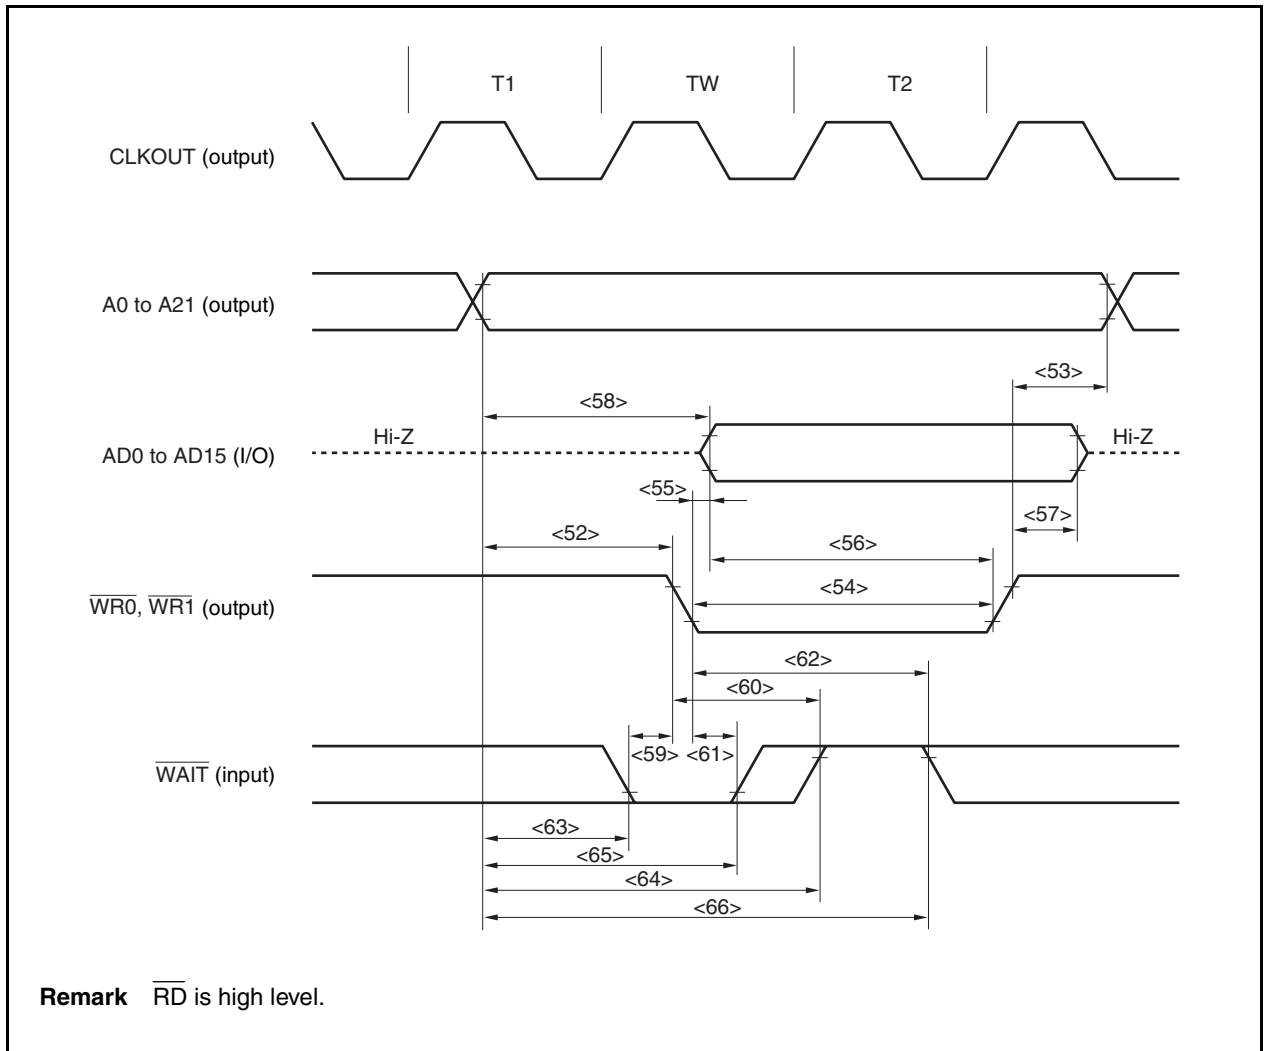 T1 TW T2
CLKOUT (output)
A0 to A21 (output)
<53>
<58>
Hi-Z Hi-Z
AD0 to AD15 (I/O)
<55>
<57>
<52>
<56>
<54>
WR0, WR1 (output)
<62>
<60>
<59> <61>
WAIT (input)
<63>
<65>
<64>
<66>
Remark RD is high level.